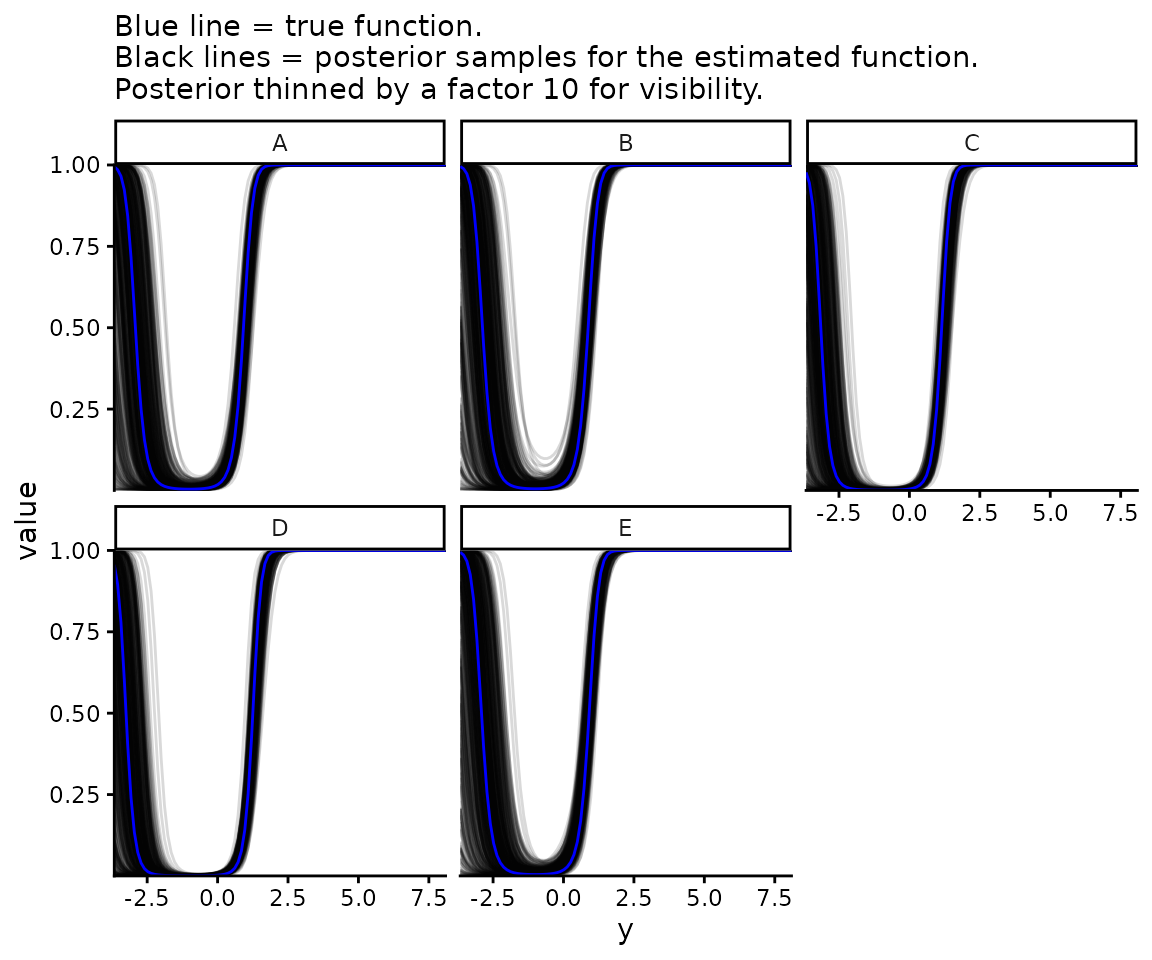 Blue line = true function.
Black lines = posterior samples for the estimated function.
Posterior thinned by a factor 10 for visibility.
A
B
C
1.00
0.75
0.50
0.25
-2.5 0.0 2.5 5.0 7.5
value
D
E
1.00
0.75
0.50
0.25
-2.5 0.0 2.5 5.0 7.5
-2.5 0.0 2.5 5.0 7.5
y